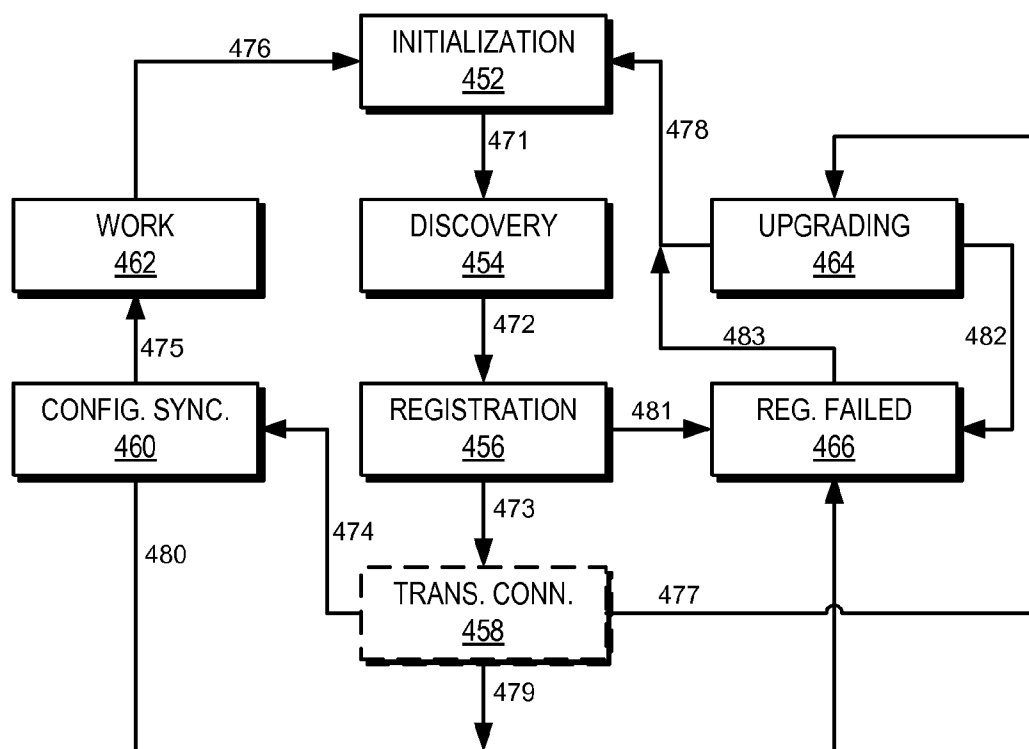 INITIALIZATION
452
476
471
478
WORK
462
DISCOVERY
454
UPGRADING
464
472
475
483
482
CONFIG. SYNC.
460
REGISTRATION
456
481
REG. FAILED
466
473
474
480
TRANS. CONN.
458
477
479